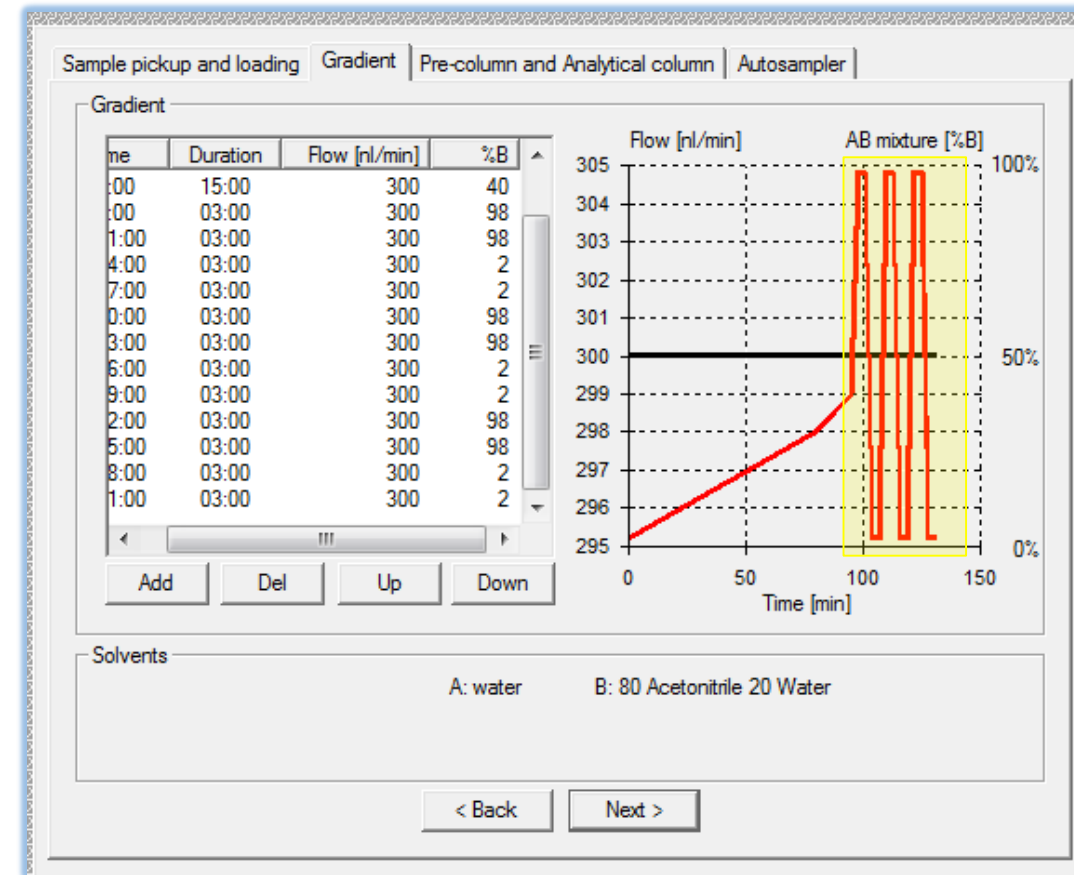 Sample pickup and loading Gradient Pre-column and Analytical column Autosampler
Gradient
me Duration Flow [nl/min] %B
:00 15:00 300 40
:00 03:00 300 98
1:00 03:00 300 98
4:00 03:00 300 2
7:00 03:00 300 2
0:00 03:00 300 98
3:00 03:00 300 98
6:00 03:00 300 2
9:00 03:00 300 2
2:00 03:00 300 98
5:00 03:00 300 98
8:00 03:00 300 2
1:00 03:00 300 2
Add Del Up Down
Flow [nl/min] AB mixture [%B]
305 100%
304
303
302
301
300 50%
299
298
297
296
295 0%
0 50 100 150
Time [min]
Solvents
A: water B: 80 Acetonitrile 20 Water
< Back Next >